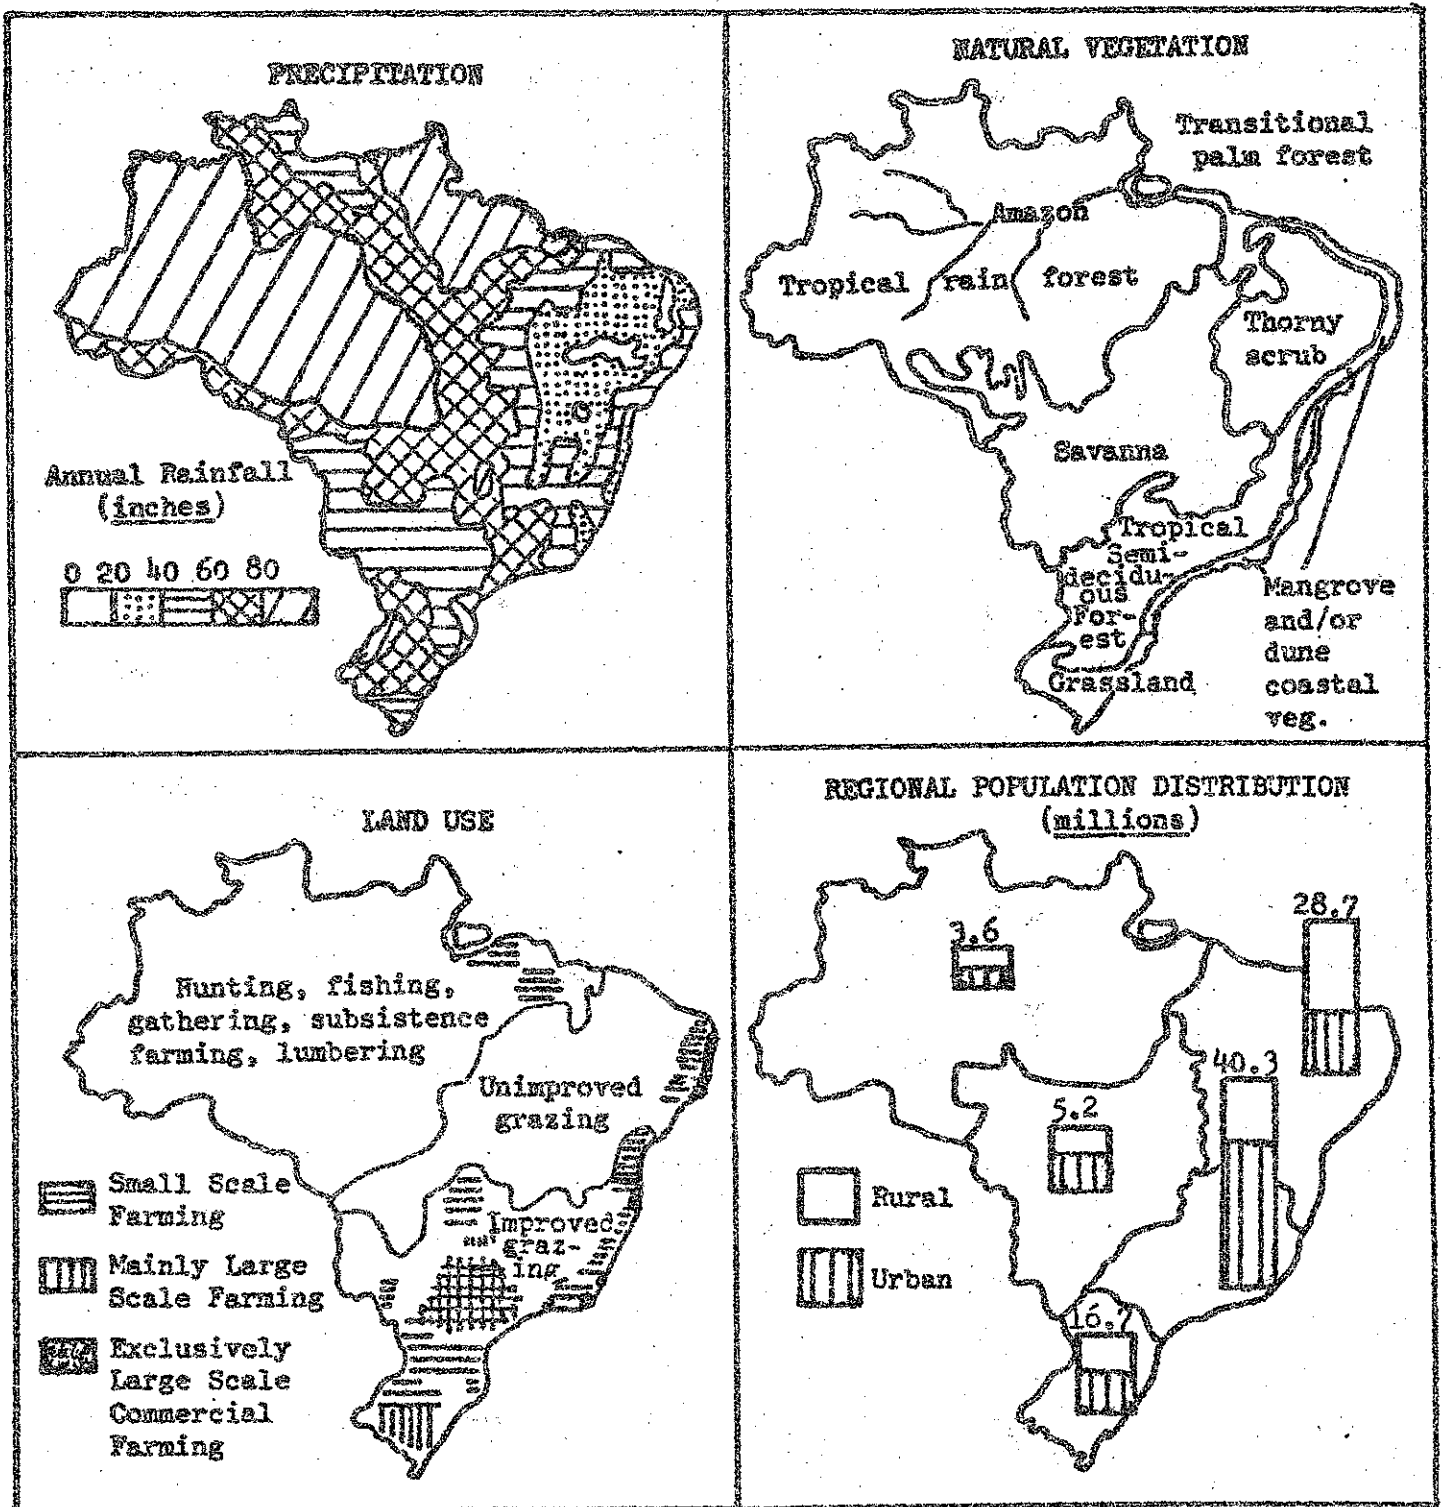 PRECIPITATION
Annual Rainfall
(inches)
0 20 40 60 80
NATURAL VEGETATION
Transitional
palm forest
Amazon
Tropical rain forest
Thorny
scrub
Savanna
Tropical
Semi-
decidu-
ous
For-
est
Grassland
Mangrove
and/or
dune
coastal
veg.
LAND USE
Hunting, fishing,
gathering, subsistence
farming, lumbering
Unimproved
grazing
Improved
graz-
ing
Small Scale
Farming
Mainly Large
Scale Farming
Exclusively
Large Scale
Commercial
Farming
REGIONAL POPULATION DISTRIBUTION
(millions)
3.6
28.7
40.3
5.2
16.7
Rural
Urban